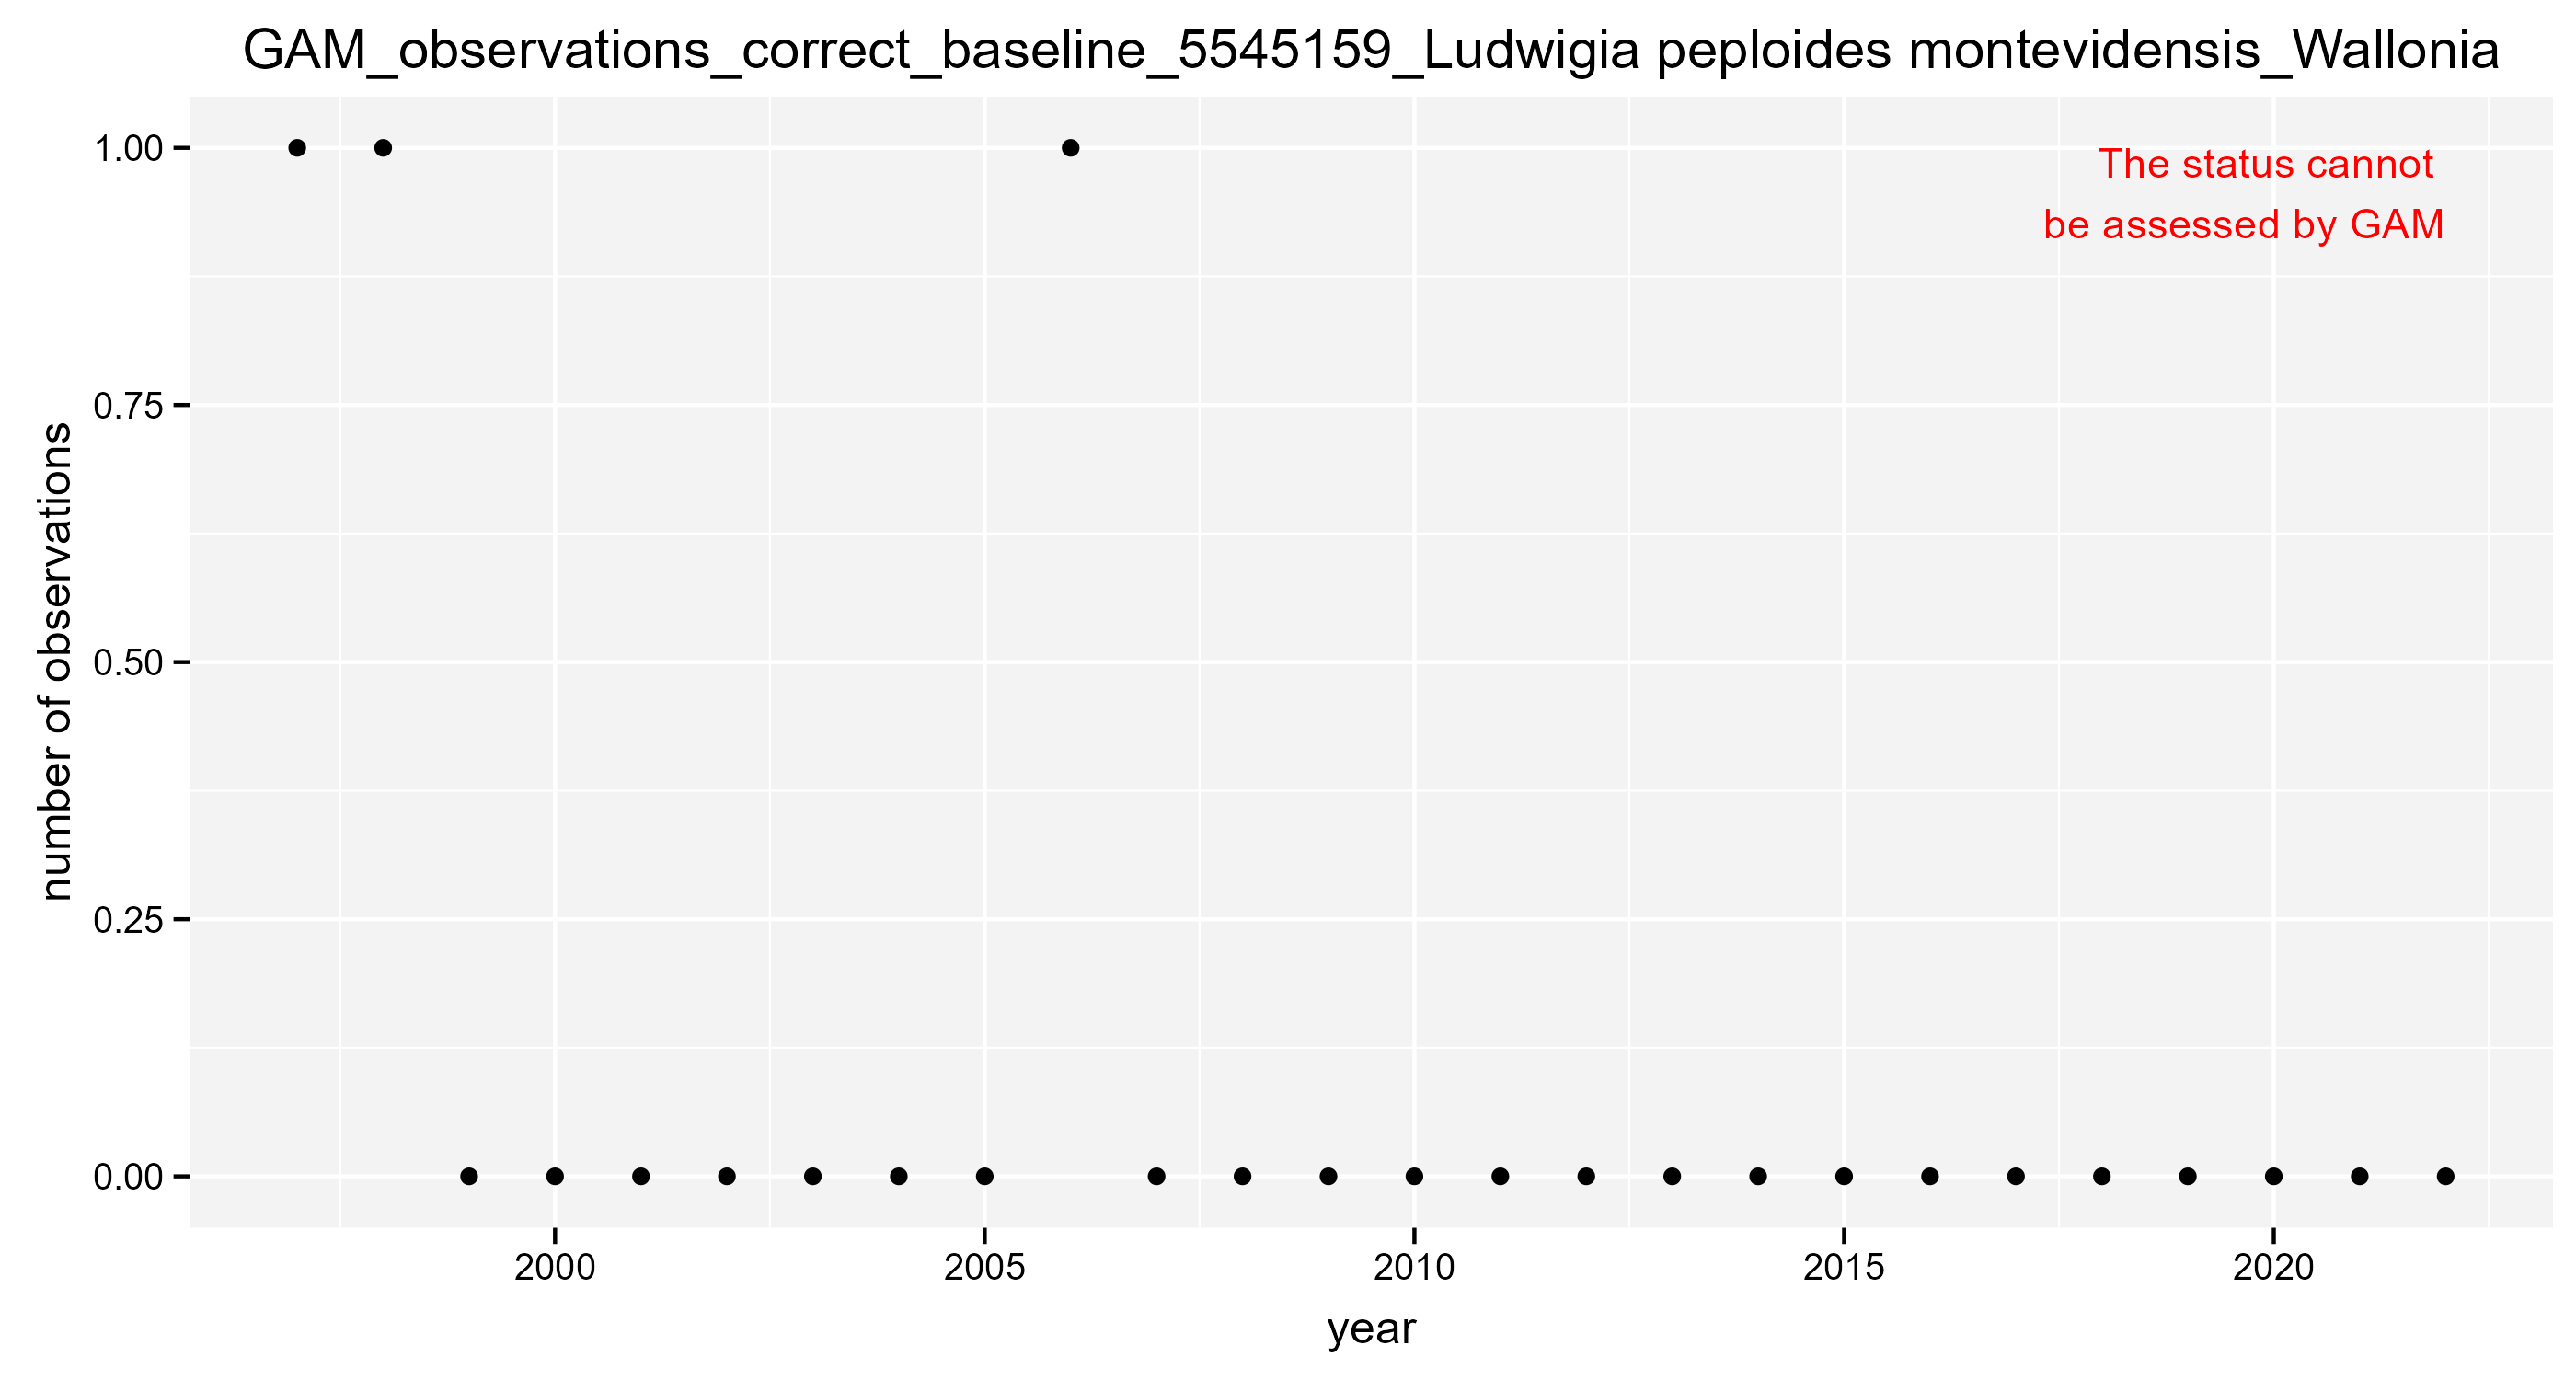 GAM_observations_correct_baseline_5545159_Ludwigia peploides montevidensis_Wallonia
The status cannot
be assessed by GAM
1.00
0.75
0.50
0.25
0.00
number of observations
2000
2005
2010
2015
2020
year